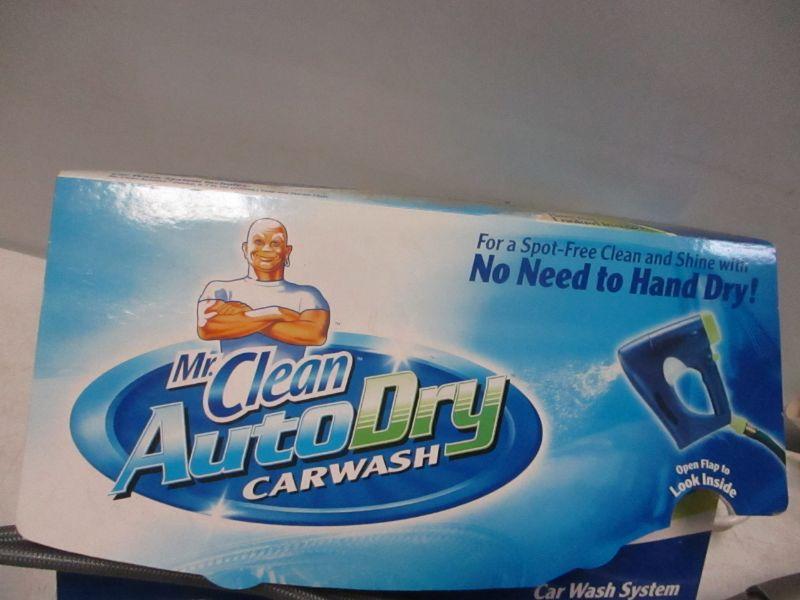 For a Spot-Free Clean and Shine with
No Need to Hand Dry!
Mr. Clean
AutoDry
CARWASH
Open Flap to
Look Inside
Car Wash System